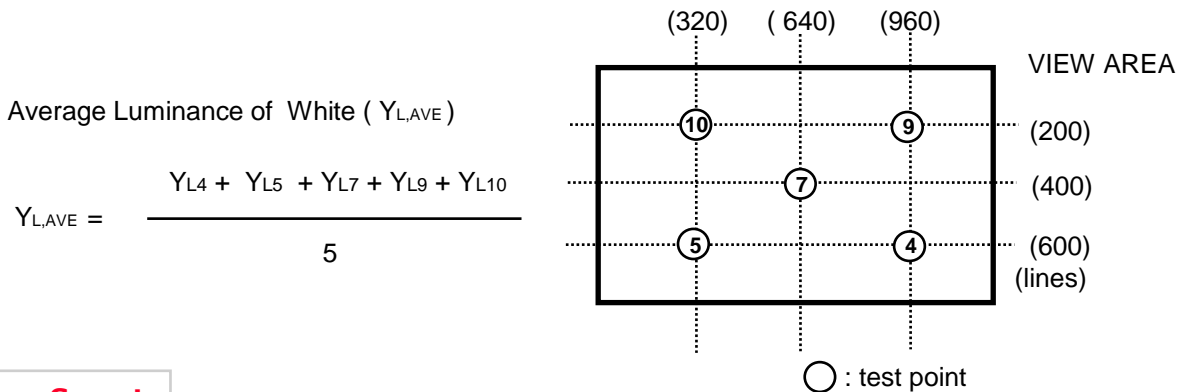 (320) ( 640) (960)
VIEW AREA
Average Luminance of White ( YL,AVE )
10 9 (200)
YL4 + YL5 + YL7 + YL9 + YL10
7 (400)
YL,AVE =
5
5 4 (600)
(lines)
: test point